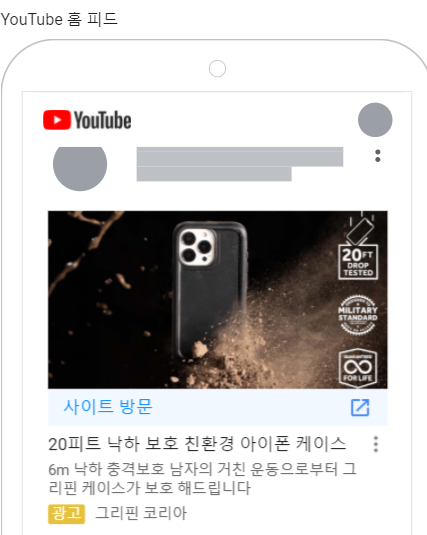 YouTube 홈 피드
YouTube
20FT
DROP
TESTED
MILITARY
STANDARD
GUARANTEED
FOR LIFE
사이트 방문
20피트 낙하 보호 친환경 아이폰 케이스
6m 낙하 충격보호 남자의 거친 운동으로부터 그
리핀 케이스가 보호 해드립니다
광고 그리핀 코리아